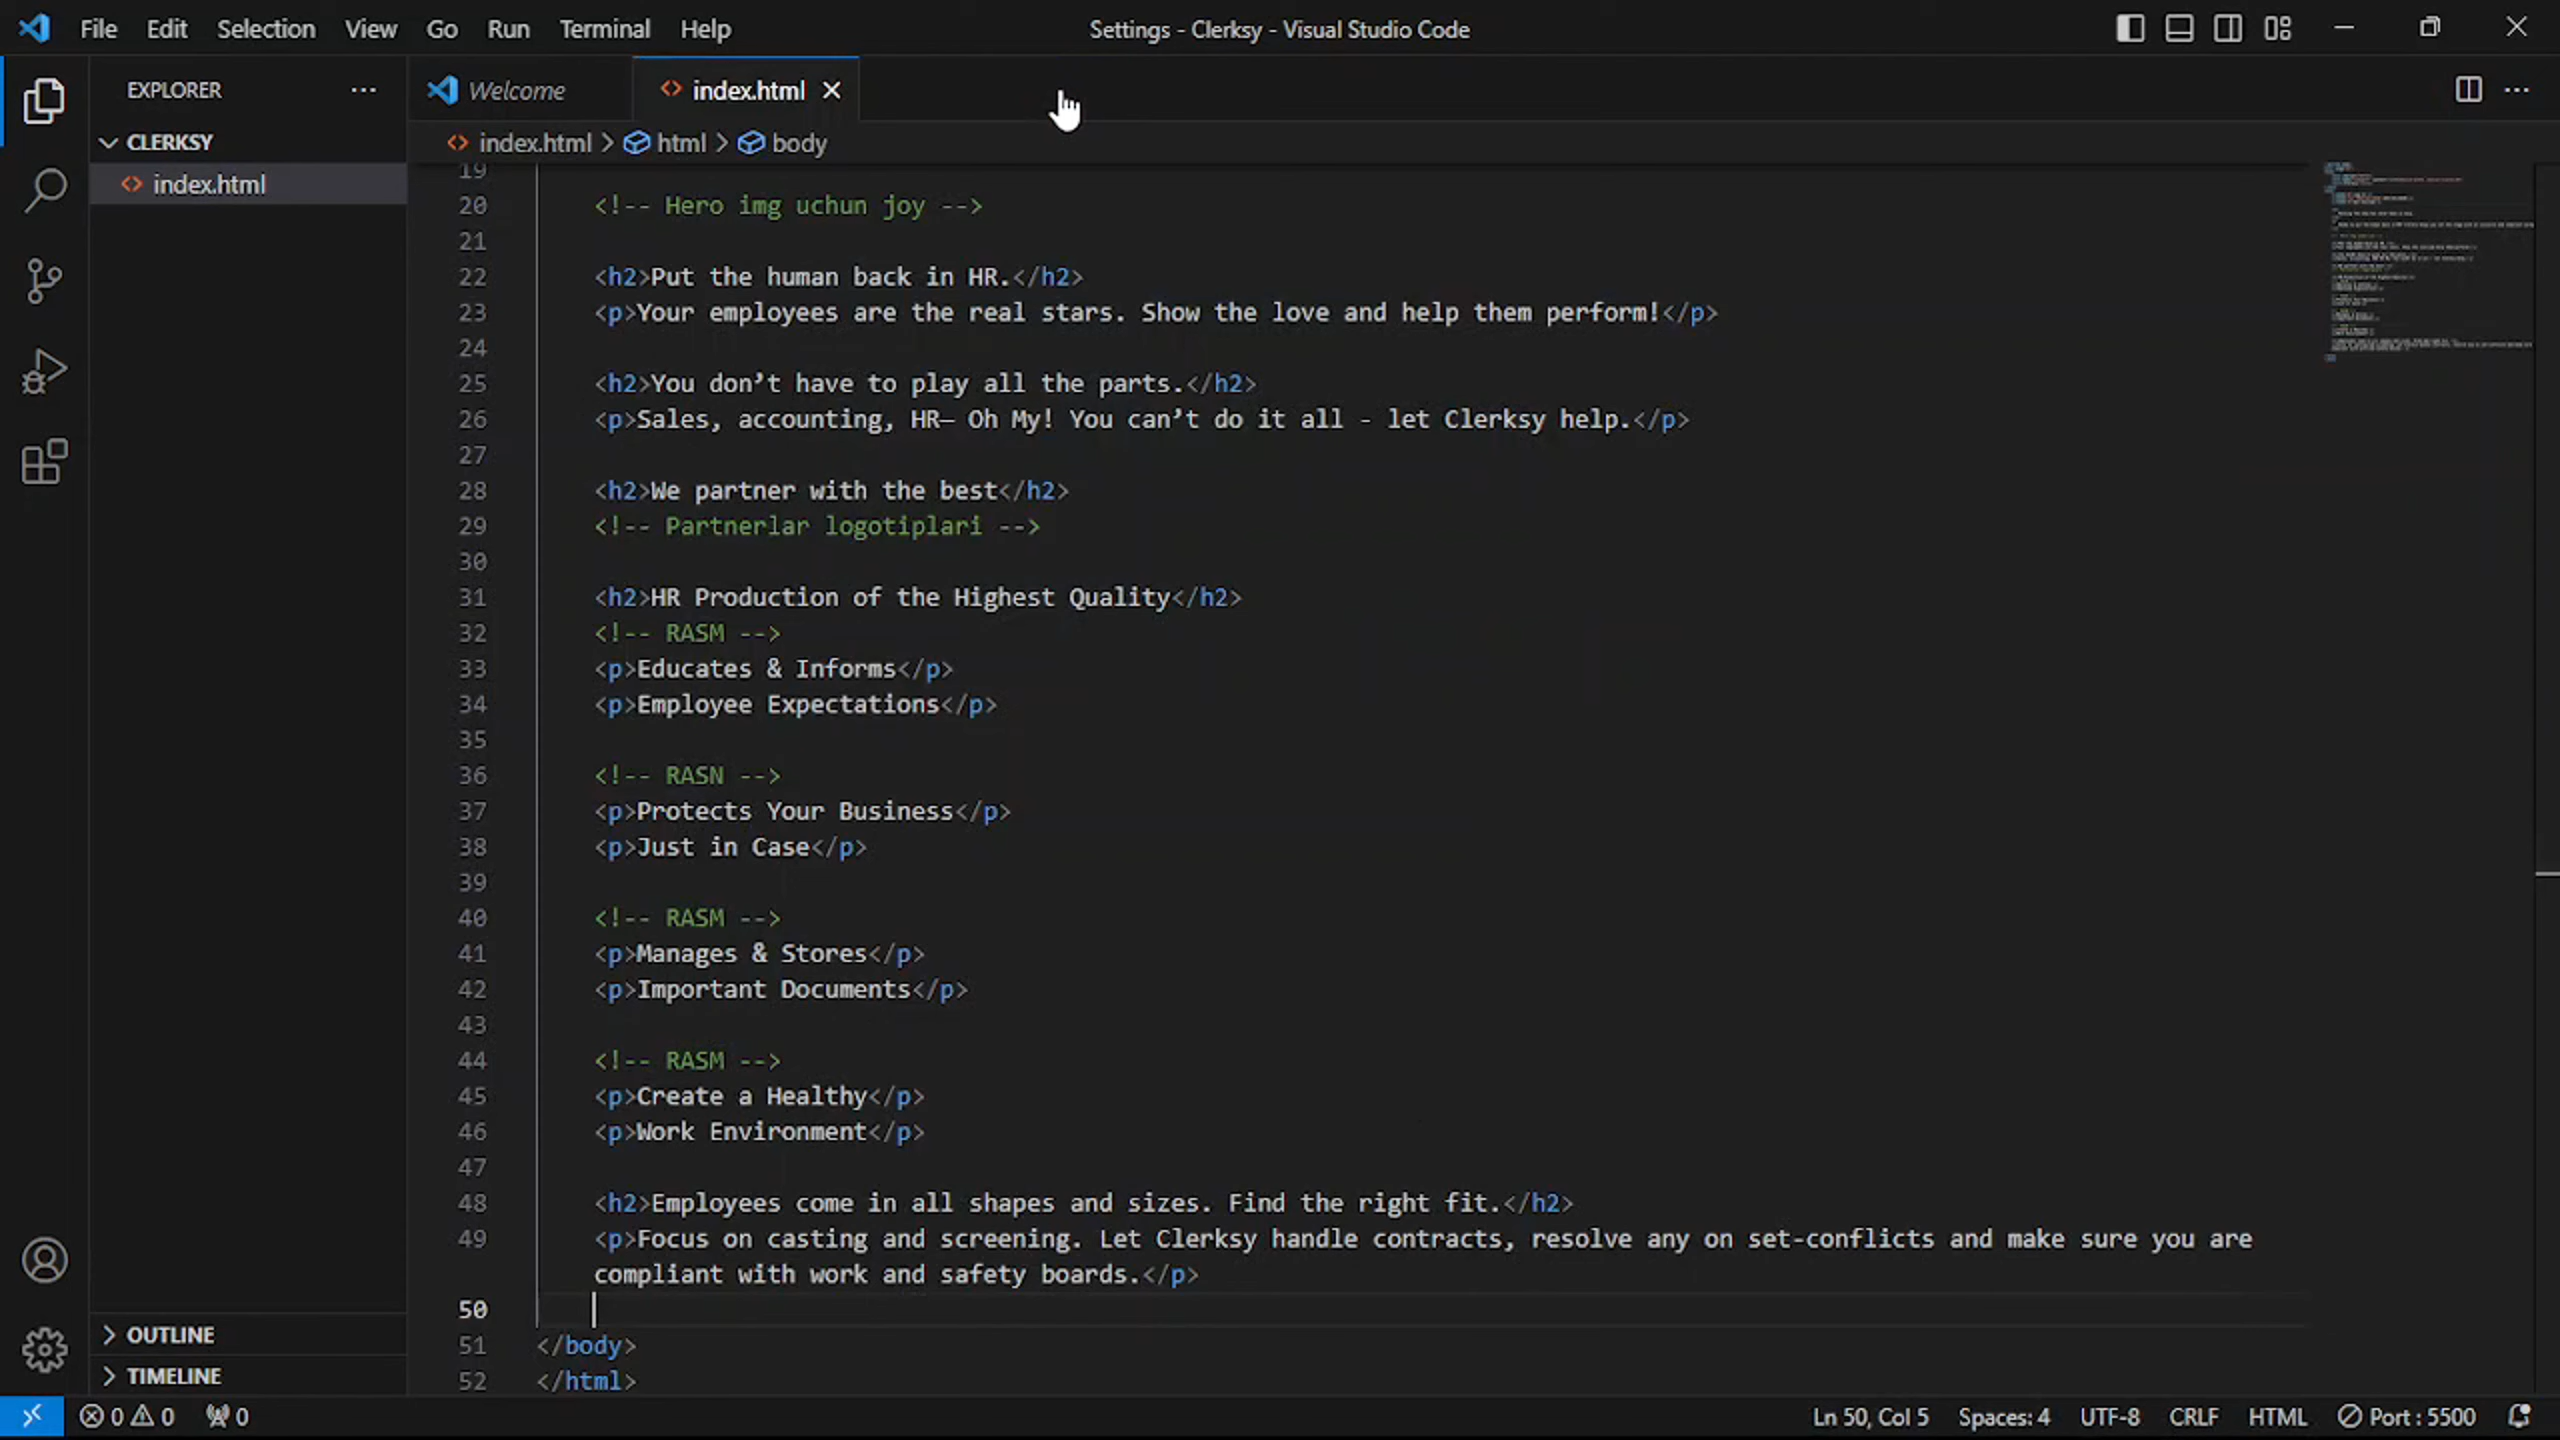 File Edit Selection View Go Run Terminal Help Settings - Clerksy - Visual Studio Code
EXPLORER
CLERKSY
index.html
OUTLINE
TIMELINE
Welcome index.html
index.html > html > body
19
20 <!-- Hero img uchun joy -->
21
22 <h2>Put the human back in HR.</h2>
23 <p>Your employees are the real stars. Show the love and help them perform!</p>
24
25 <h2>You don’t have to play all the parts.</h2>
26 <p>Sales, accounting, HR— Oh My! You can’t do it all - let Clerksy help.</p>
27
28 <h2>We partner with the best</h2>
29 <!-- Partnerlar logotiplari -->
30
31 <h2>HR Production of the Highest Quality</h2>
32 <!-- RASM -->
33 <p>Educates & Informs</p>
34 <p>Employee Expectations</p>
35
36 <!-- RASN -->
37 <p>Protects Your Business</p>
38 <p>Just in Case</p>
39
40 <!-- RASM -->
41 <p>Manages & Stores</p>
42 <p>Important Documents</p>
43
44 <!-- RASM -->
45 <p>Create a Healthy</p>
46 <p>Work Environment</p>
47
48 <h2>Employees come in all shapes and sizes. Find the right fit.</h2>
49 <p>Focus on casting and screening. Let Clerksy handle contracts, resolve any on set-conflicts and make sure you are
compliant with work and safety boards.</p>
50
51 </body>
52 </html>
0 0 0 Ln 50, Col 5 Spaces: 4 UTF-8 CRLF HTML Port : 5500